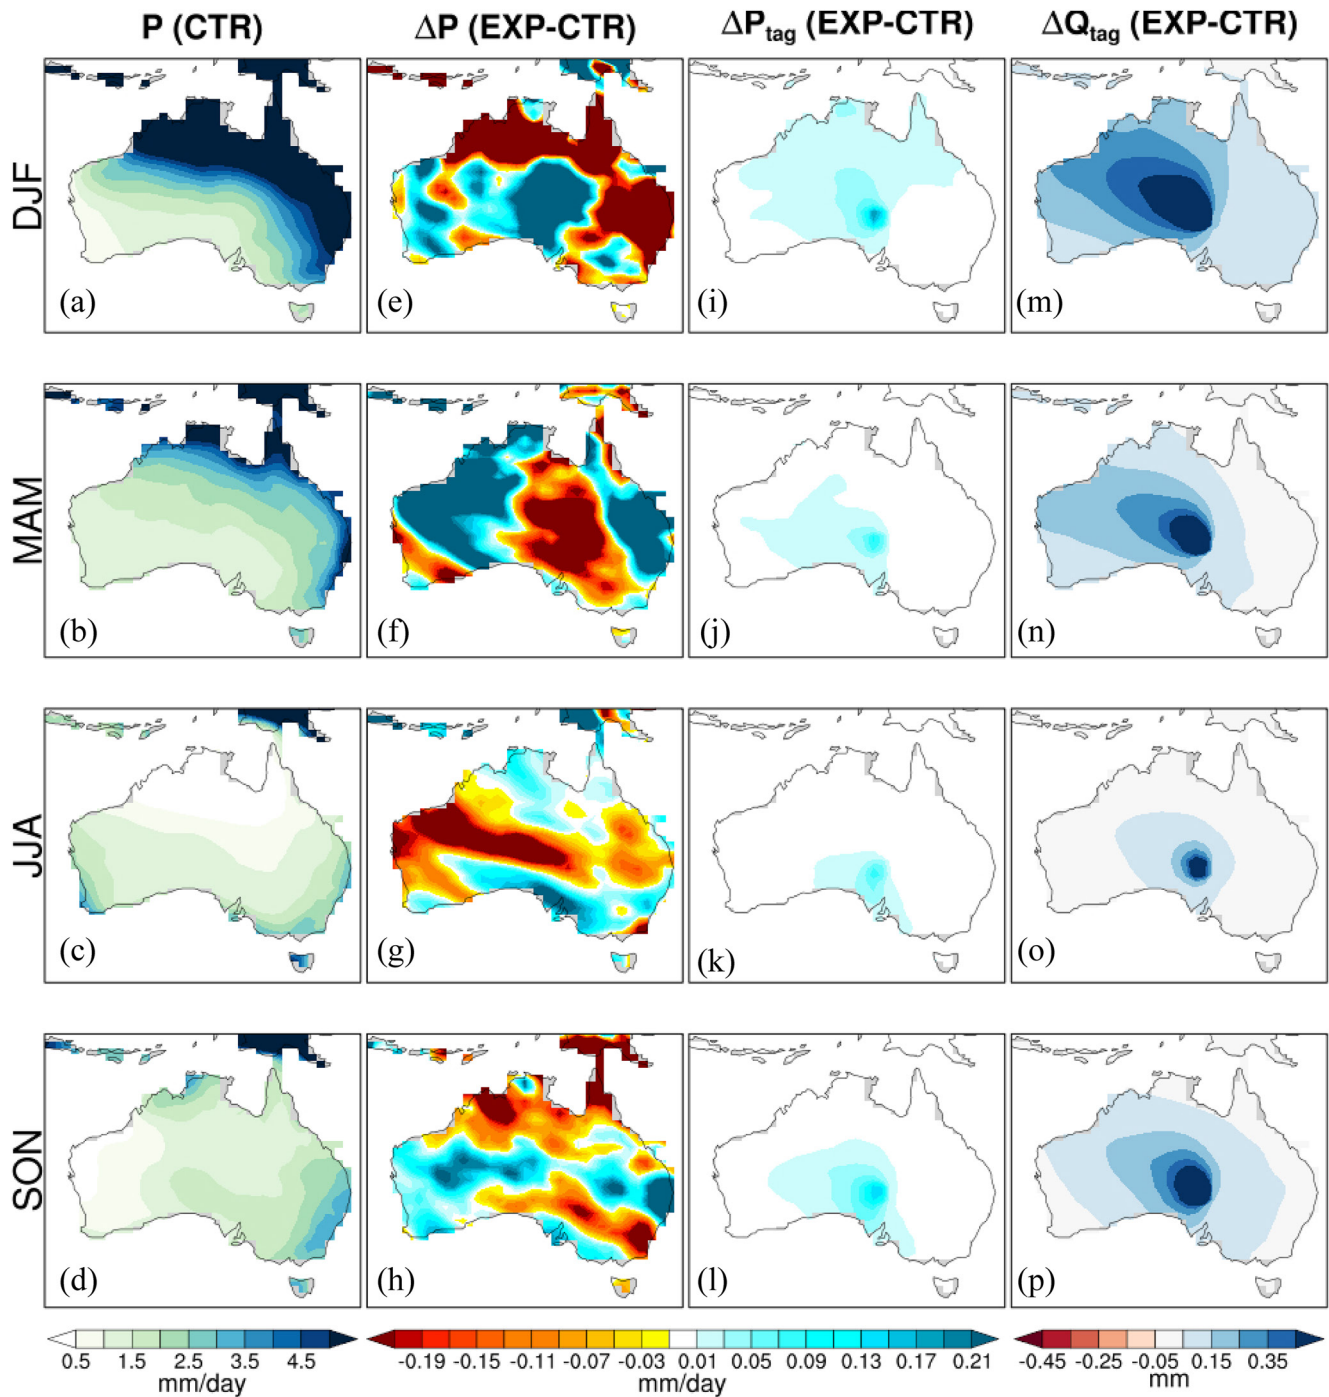 P (CTR) ΔP (EXP-CTR) ΔPtag (EXP-CTR) ΔQtag (EXP-CTR)
DJF
(a) (e) (i) (m)
MAM
(b) (f) (j) (n)
JJA
(c) (g) (k) (o)
SON
(d) (h) (l) (p)
0.5 1.5 2.5 3.5 4.5 -0.19 -0.15 -0.11 -0.07 -0.03 0.01 0.05 0.09 0.13 0.17 0.21 -0.45 -0.25 -0.05 0.15 0.35
mm/day mm/day mm